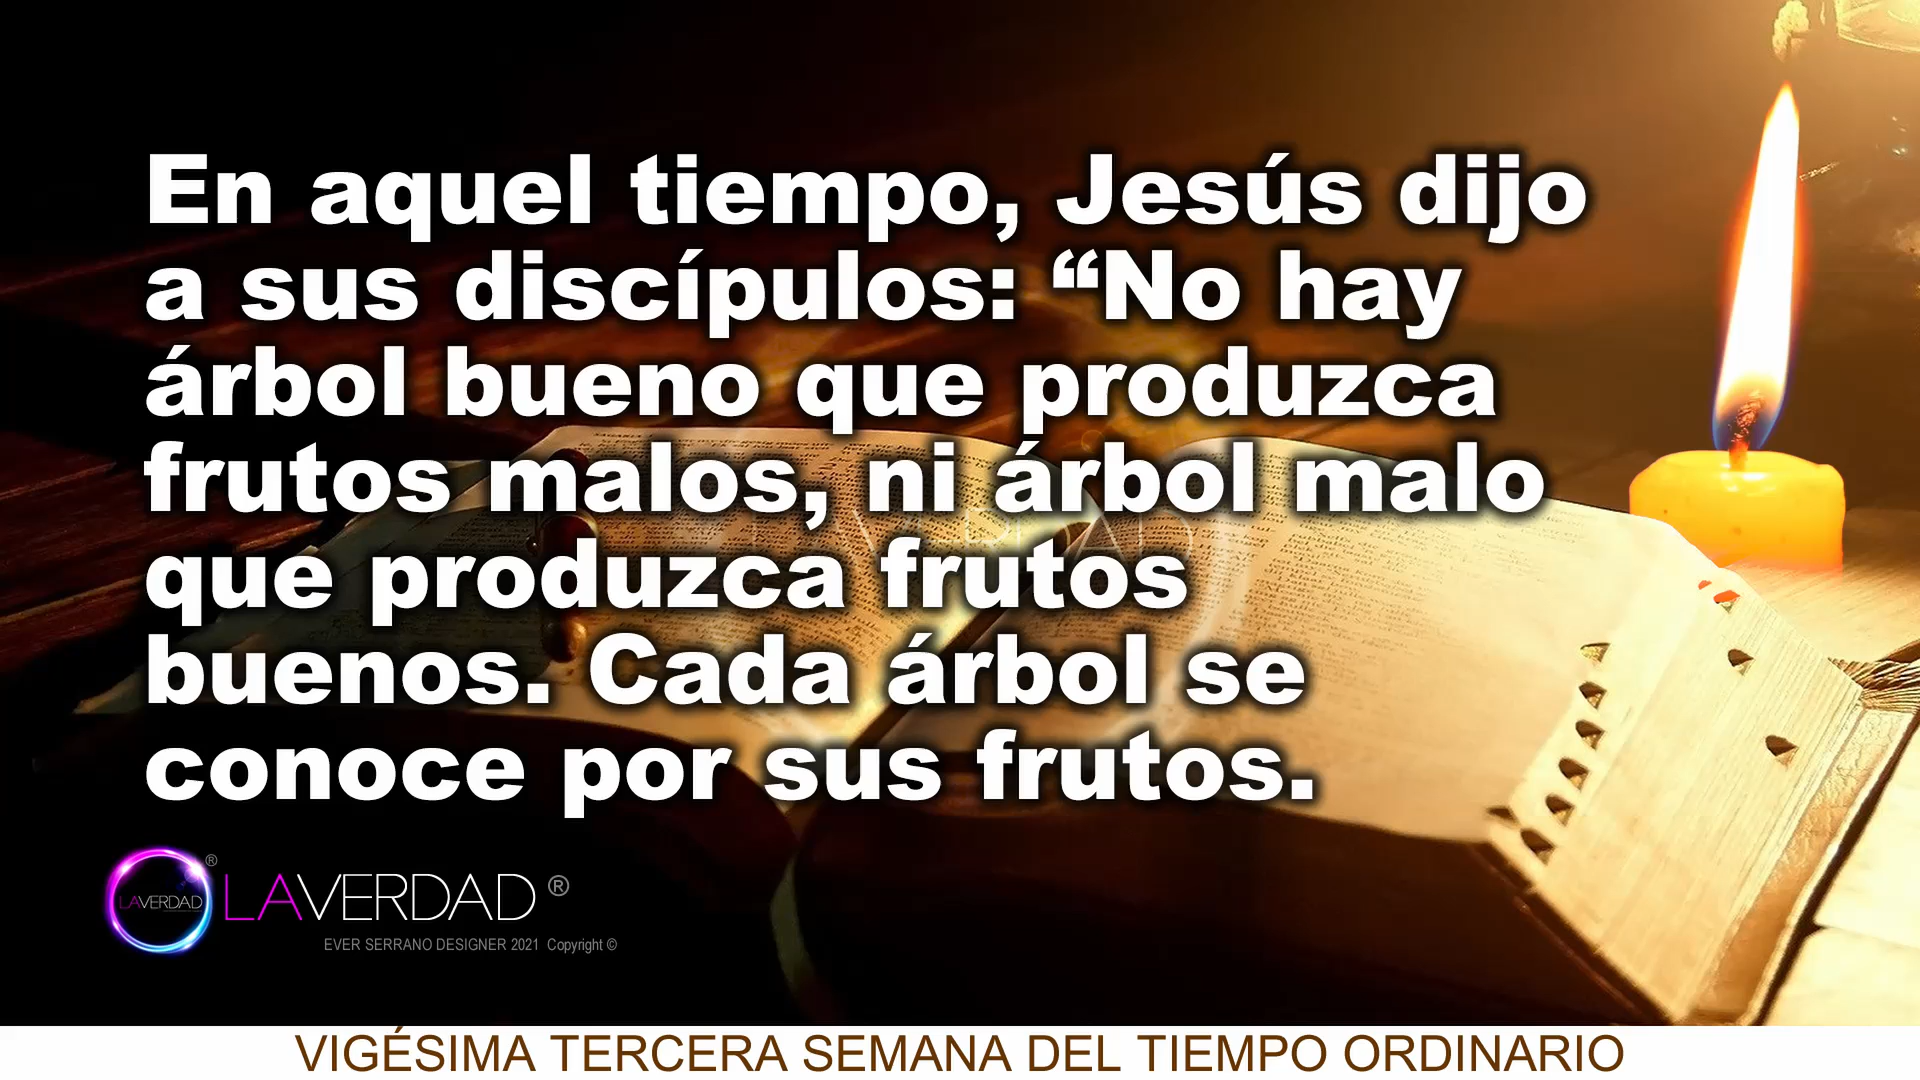 En aquel tiempo, Jesús dijo
a sus discípulos: “No hay
árbol bueno que produzca
frutos malos, ni árbol malo
que produzca frutos
buenos. Cada árbol se
conoce por sus frutos.
LAVERDAD ®
LAVERDAD ®
EVER SERRANO DESIGNER 2021 Copyright ©
VIGÉSIMA TERCERA SEMANA DEL TIEMPO ORDINARIO